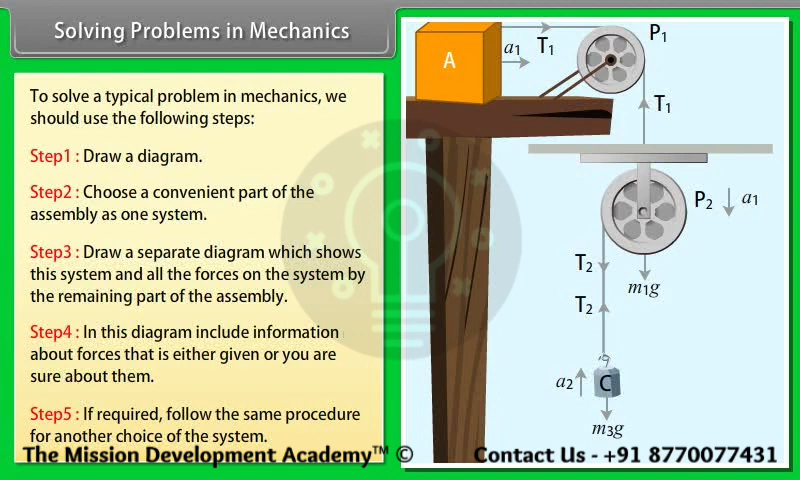 Solving Problems in Mechanics
To solve a typical problem in mechanics, we
should use the following steps:
Step1 : Draw a diagram.
Step2 : Choose a convenient part of the
assembly as one system.
Step3 : Draw a separate diagram which shows
this system and all the forces on the system by
the remaining part of the assembly.
Step4 : In this diagram include information
about forces that is either given or you are
sure about them.
Step5 : If required, follow the same procedure
for another choice of the system.
A
a₁
T₁
P₁
T₁
P₂
a₁
T₂
m₁g
T₂
a₂
C
m₃g
The Mission Development Academy™ ©
Contact Us - +91 8770077431